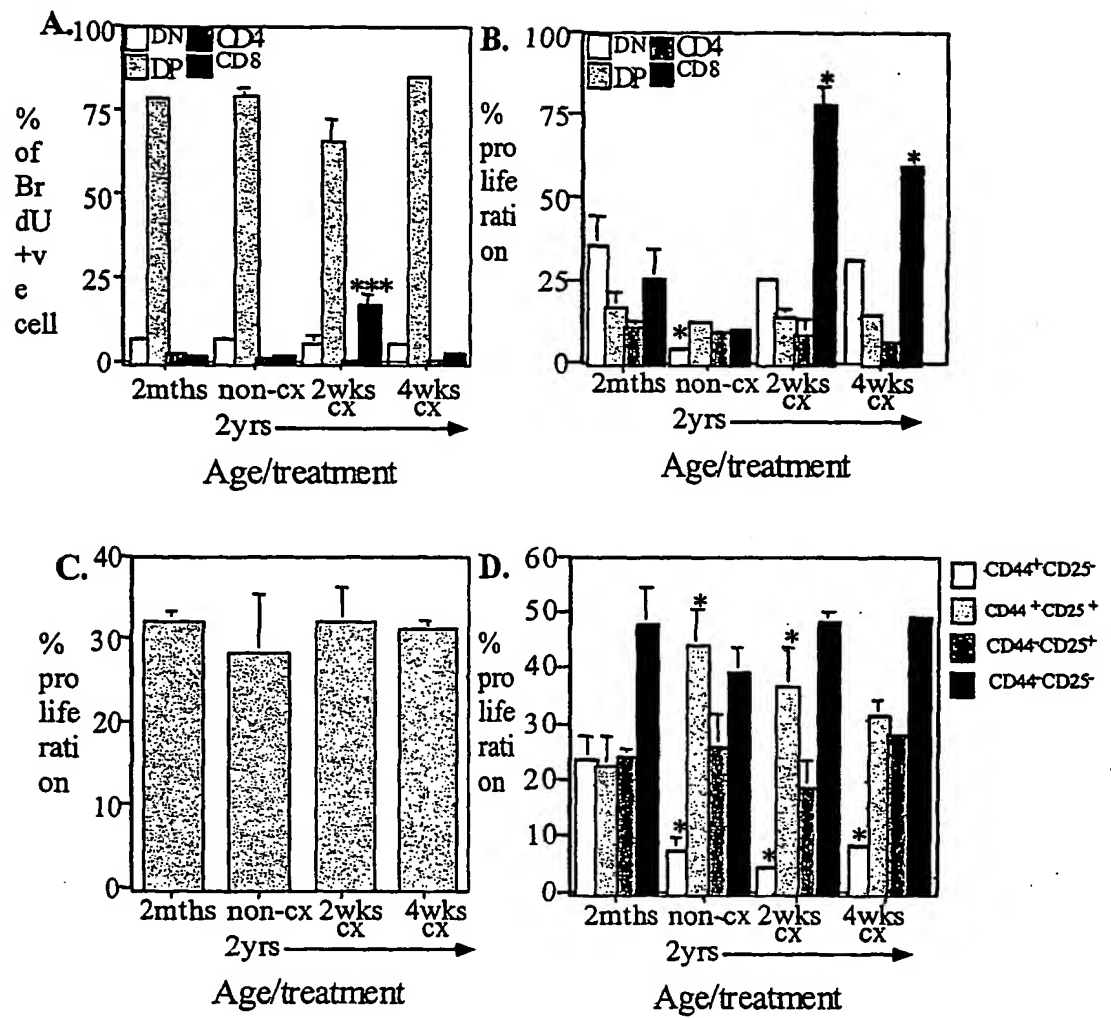 A.
100
75
50
25
0
DN
CD4
DP
CD8
%
of
Br
dU
+v
e
cell
***
2mths
non-cx
2wks
cx
4wks
cx
2yrs
Age/treatment
B.
100
75
50
25
0
DN
CD4
DP
CD8
%
pro
life
rati
on
*
*
*
2mths
non-cx
2wks
cx
4wks
cx
2yrs
Age/treatment
C.
40
30
20
10
0
%
pro
life
rati
on
2mths
non-cx
2wks
cx
4wks
cx
2yrs
Age/treatment
D.
60
50
40
30
20
10
0
%
pro
life
rati
on
*
*
*
*
*
2mths
non-cx
2wks
cx
4wks
cx
2yrs
Age/treatment
CD44+CD25-
CD44+CD25+
CD44-CD25+
CD44-CD25-